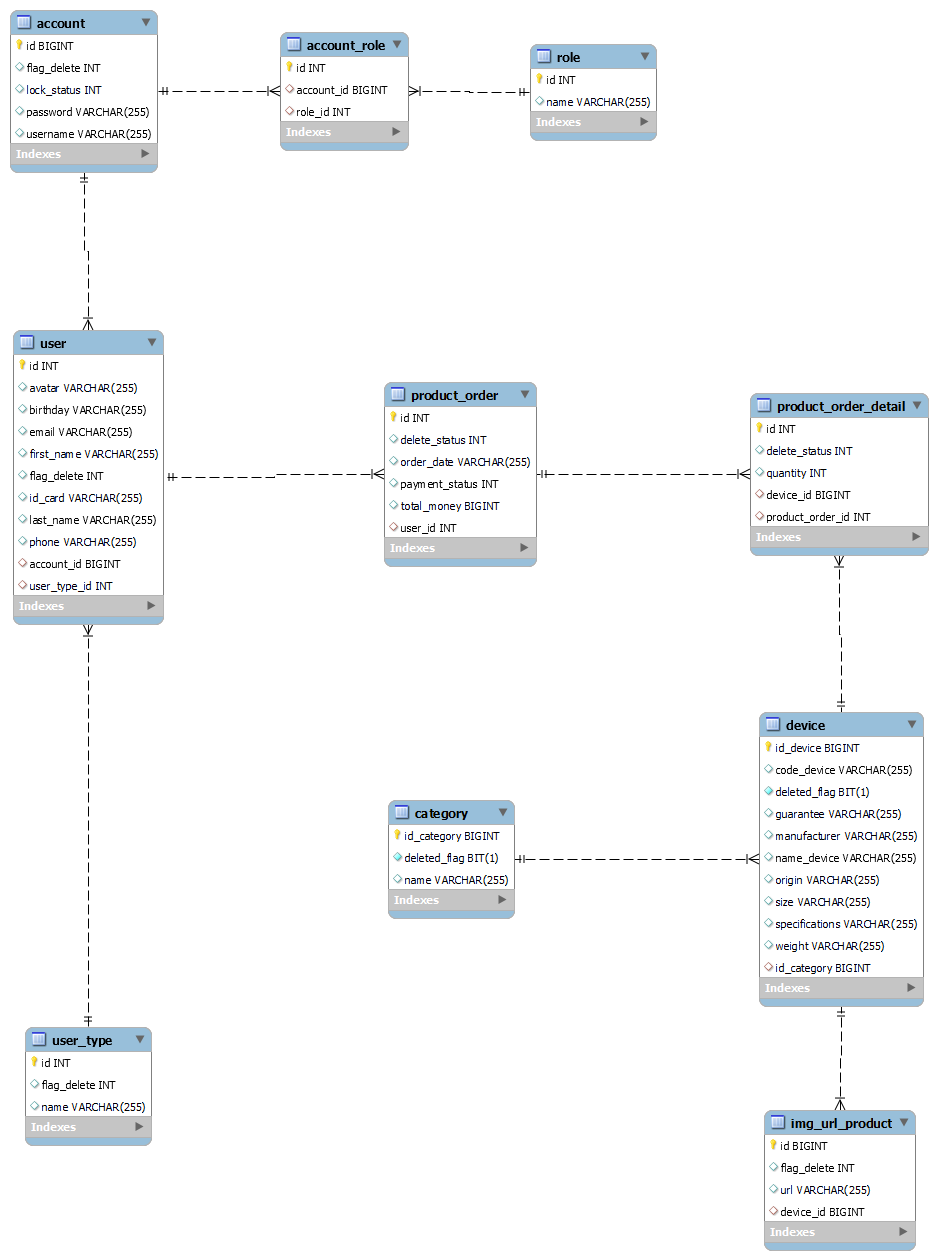 account
id BIGINT
flag_delete INT
lock_status INT
password VARCHAR(255)
username VARCHAR(255)
Indexes
account_role
id INT
account_id BIGINT
role_id INT
Indexes
role
id INT
name VARCHAR(255)
Indexes
user
id INT
avatar VARCHAR(255)
birthday VARCHAR(255)
email VARCHAR(255)
first_name VARCHAR(255)
flag_delete INT
id_card VARCHAR(255)
last_name VARCHAR(255)
phone VARCHAR(255)
account_id BIGINT
user_type_id INT
Indexes
product_order
id INT
delete_status INT
order_date VARCHAR(255)
payment_status INT
total_money BIGINT
user_id INT
Indexes
product_order_detail
id INT
delete_status INT
quantity INT
device_id BIGINT
product_order_id INT
Indexes
device
id_device BIGINT
code_device VARCHAR(255)
deleted_flag BIT(1)
guarantee VARCHAR(255)
manufacturer VARCHAR(255)
name_device VARCHAR(255)
origin VARCHAR(255)
size VARCHAR(255)
specifications VARCHAR(255)
weight VARCHAR(255)
id_category BIGINT
Indexes
category
id_category BIGINT
deleted_flag BIT(1)
name VARCHAR(255)
Indexes
user_type
id INT
flag_delete INT
name VARCHAR(255)
Indexes
img_url_product
id BIGINT
flag_delete INT
url VARCHAR(255)
device_id BIGINT
Indexes